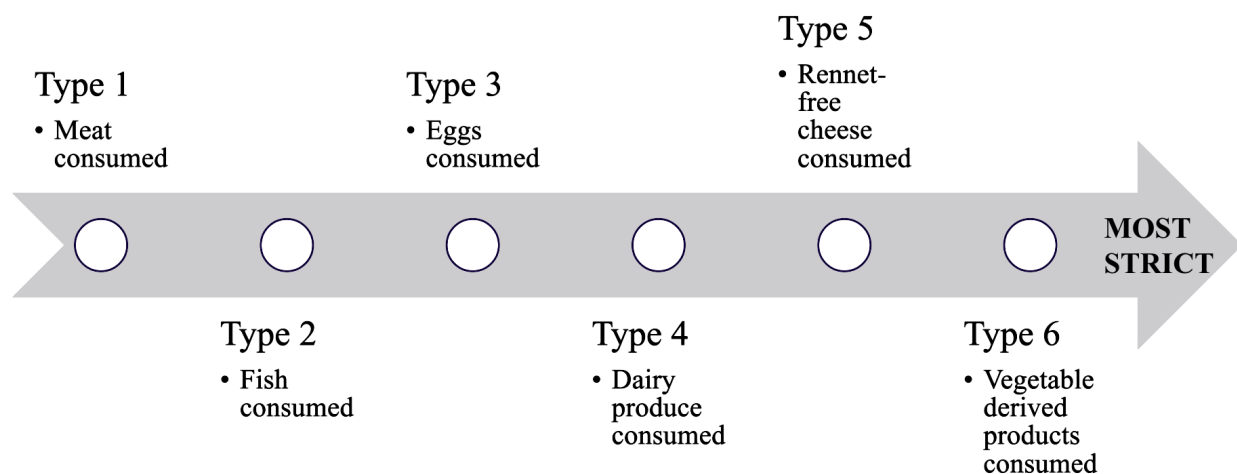 Type 1
• Meat
consumed
Type 2
• Fish
consumed
Type 3
• Eggs
consumed
Type 4
• Dairy
produce
consumed
Type 5
• Rennet-
free
cheese
consumed
Type 6
• Vegetable
derived
products
consumed
MOST
STRICT